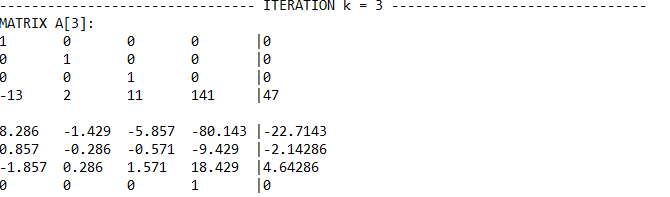 ------------------------------- ITERATION k = 3 -------------------------------
MATRIX A[3]:
1 0 0 0 |0
0 1 0 0 |0
0 0 1 0 |0
-13 2 11 141 |47
8.286 -1.429 -5.857 -80.143 |-22.7143
0.857 -0.286 -0.571 -9.429 |-2.14286
-1.857 0.286 1.571 18.429 |4.64286
0 0 0 1 |0